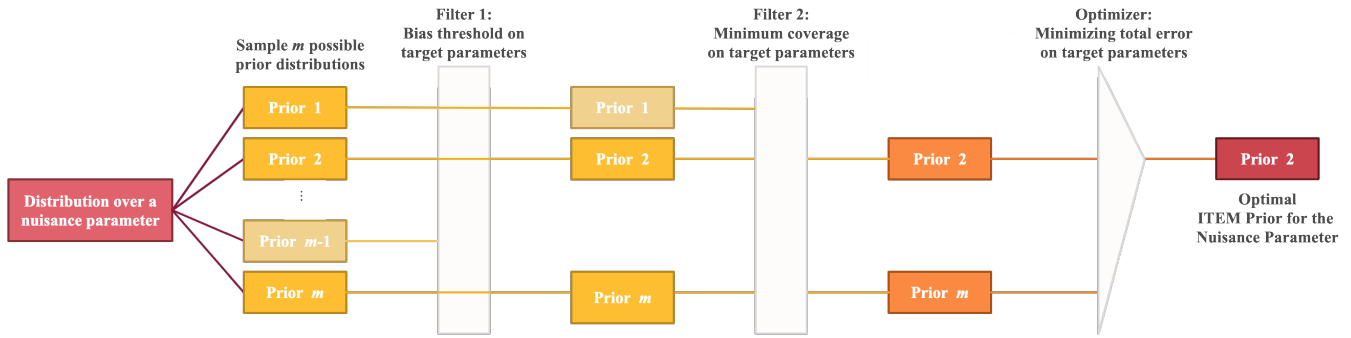 Filter 1:
Bias threshold on
target parameters
Filter 2:
Minimum coverage
on target parameters
Optimizer:
Minimizing total error
on target parameters
Sample m possible
prior distributions
Distribution over a
nuisance parameter
Prior 1
Prior 2
⋮
Prior m-1
Prior m
Prior 1
Prior 2
Prior m
Prior 2
Prior m
Prior 2
Optimal
ITEM Prior for the
Nuisance Parameter